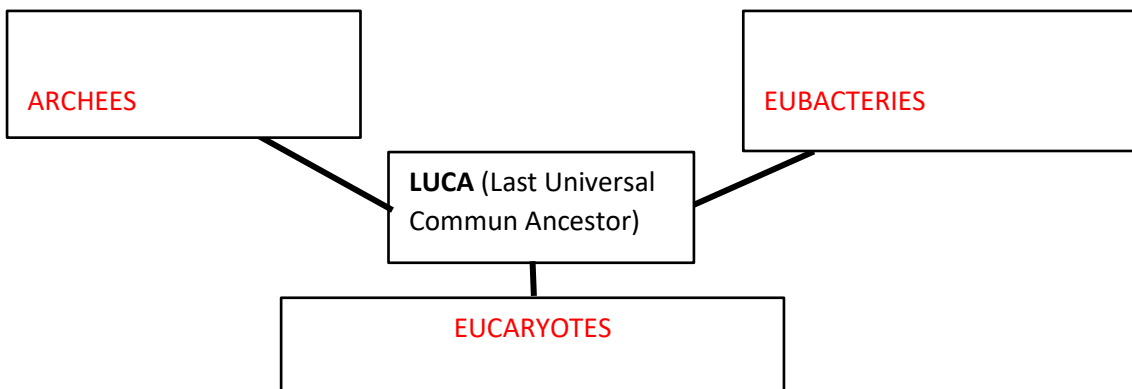 ARCHEES
EUBACTERIES
LUCA (Last Universal
Commun Ancestor)
EUCARYOTES